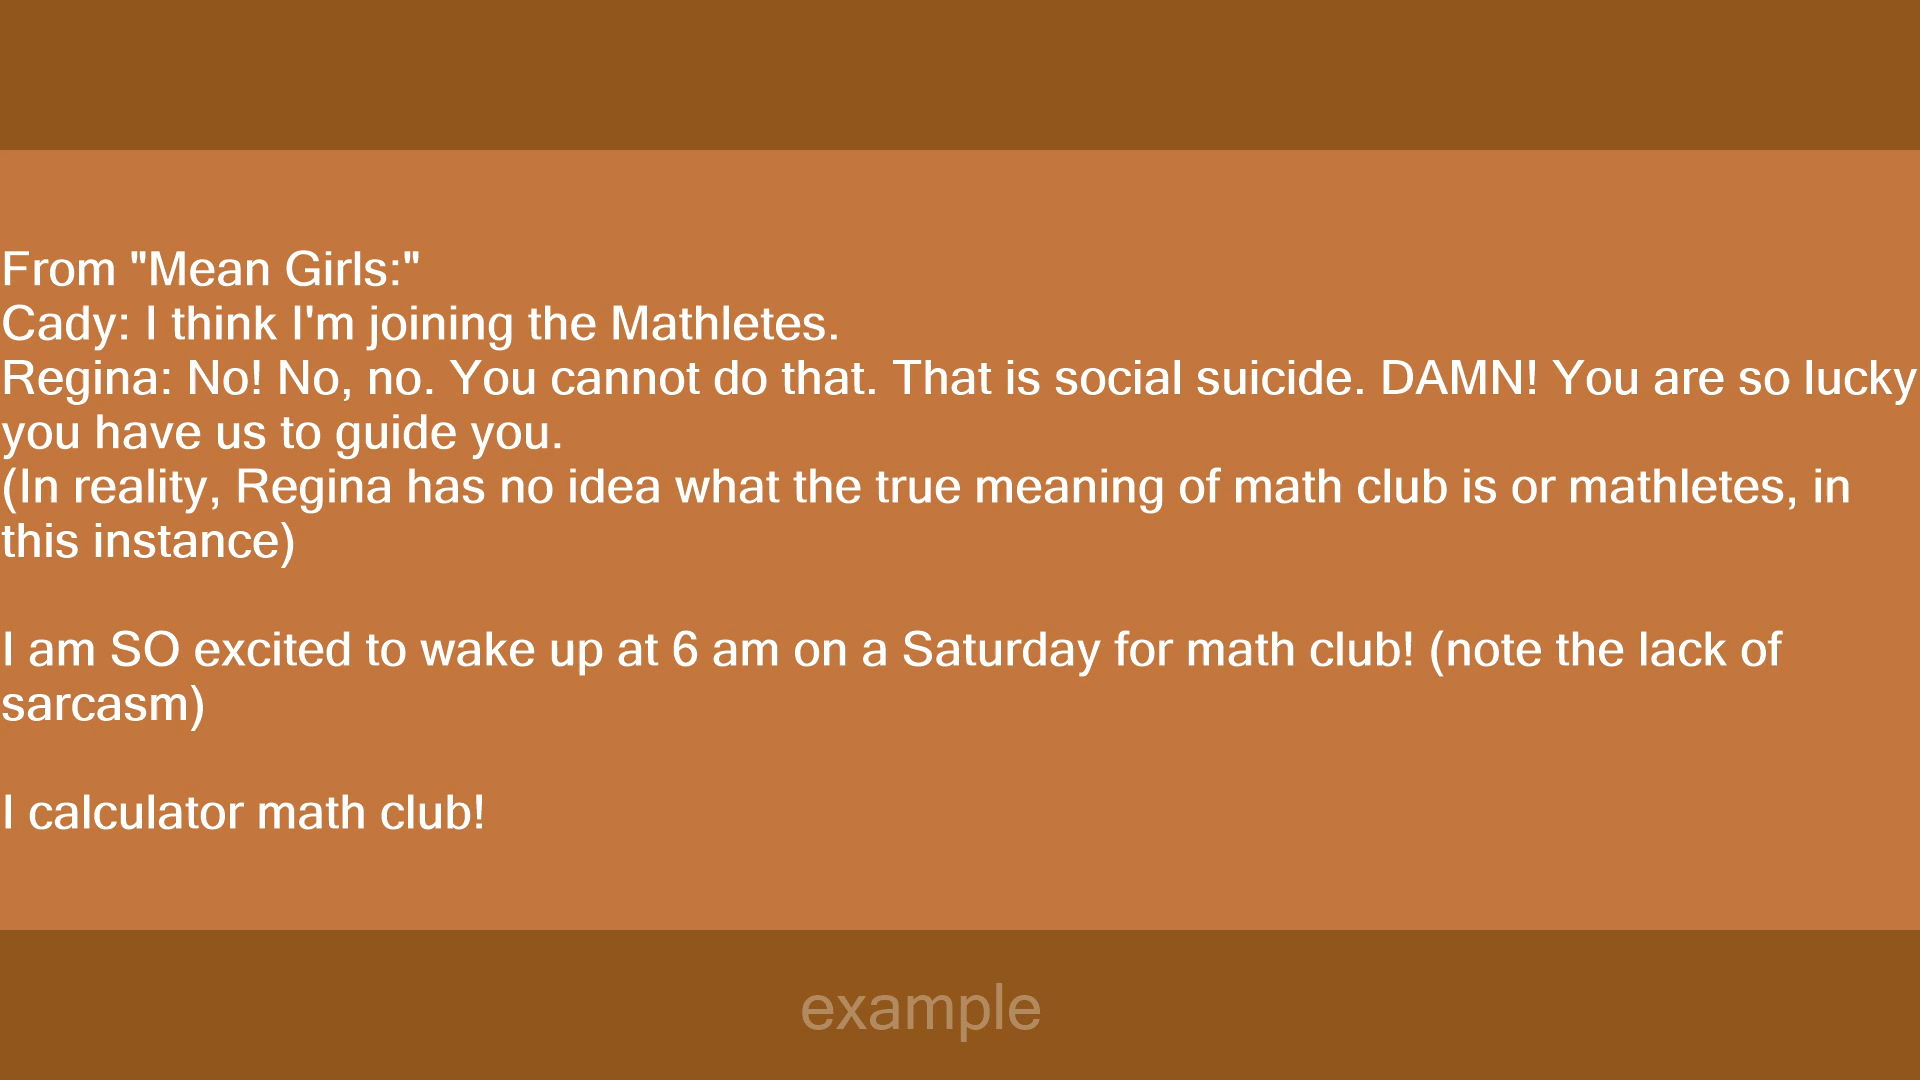 From "Mean Girls:"
Cady: I think I'm joining the Mathletes.
Regina: No! No, no. You cannot do that. That is social suicide. DAMN! You are so lucky
you have us to guide you.
(In reality, Regina has no idea what the true meaning of math club is or mathletes, in
this instance)
I am SO excited to wake up at 6 am on a Saturday for math club! (note the lack of
sarcasm)
I calculator math club!
example